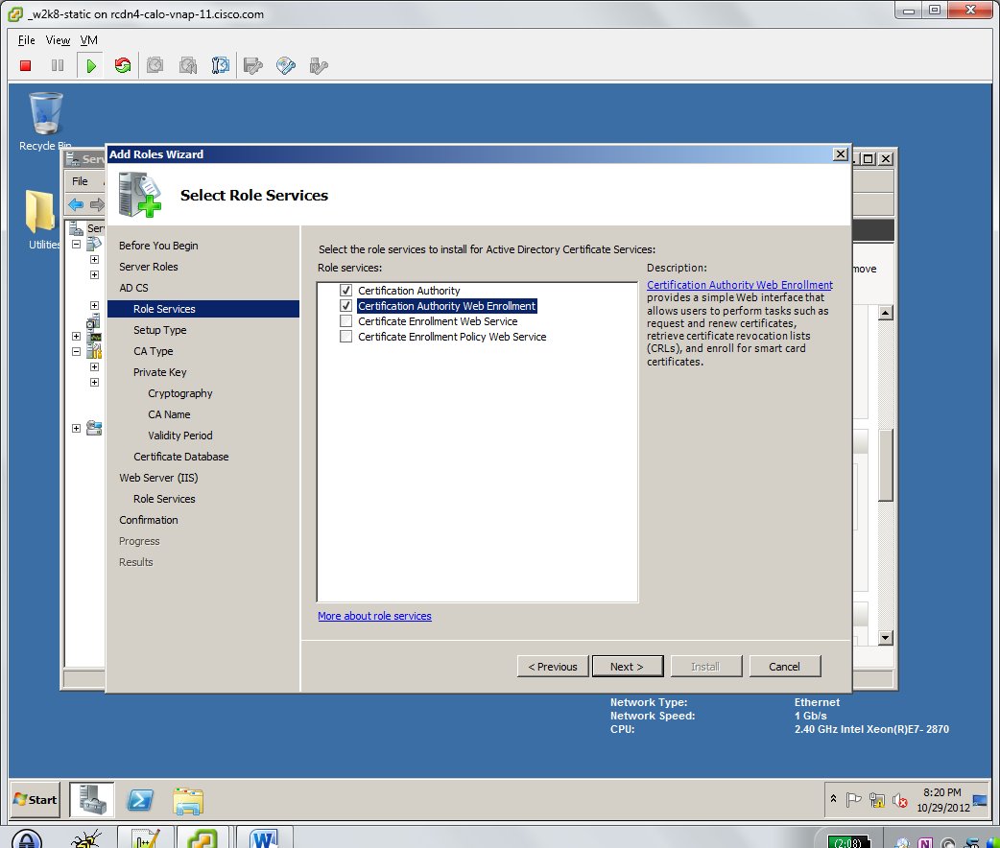 _w2k8-static on rcdn4-calo-vnap-11.cisco.com
File View VM
Recycle Bin
Utilities
Serv
File
Ser
move
Add Roles Wizard
Select Role Services
Before You Begin
Server Roles
AD CS
Role Services
Setup Type
CA Type
Private Key
Cryptography
CA Name
Validity Period
Certificate Database
Web Server (IIS)
Role Services
Confirmation
Progress
Results
Select the role services to install for Active Directory Certificate Services:
Role services:
Certification Authority
Certification Authority Web Enrollment
Certificate Enrollment Web Service
Certificate Enrollment Policy Web Service
More about role services
Description:
Certification Authority Web Enrollment
provides a simple Web interface that
allows users to perform tasks such as
request and renew certificates,
retrieve certificate revocation lists
(CRLs), and enroll for smart card
certificates.
< Previous
Next >
Install
Cancel
Network Type: Ethernet
Network Speed: 1 Gb/s
CPU: 2.40 GHz Intel Xeon(R)E7- 2870
Start
8:20 PM
10/29/2012
(2:08)